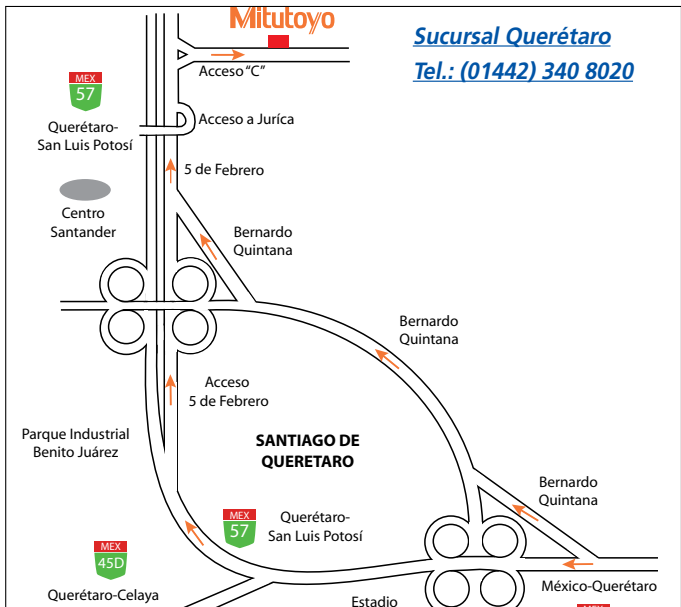 Mitutoyo
Sucursal Querétaro
Tel.: (01442) 340 8020
Acceso "C"
MEX
57
Querétaro-
San Luis Potosí
Acceso a Juríca
5 de Febrero
Centro
Santander
Bernardo
Quintana
Bernardo
Quintana
Acceso
5 de Febrero
Parque Industrial
Benito Juárez
SANTIAGO DE
QUERETARO
Bernardo
Quintana
MEX
57
Querétaro-
San Luis Potosí
MEX
45D
Querétaro-Celaya
México-Querétaro
Estadio